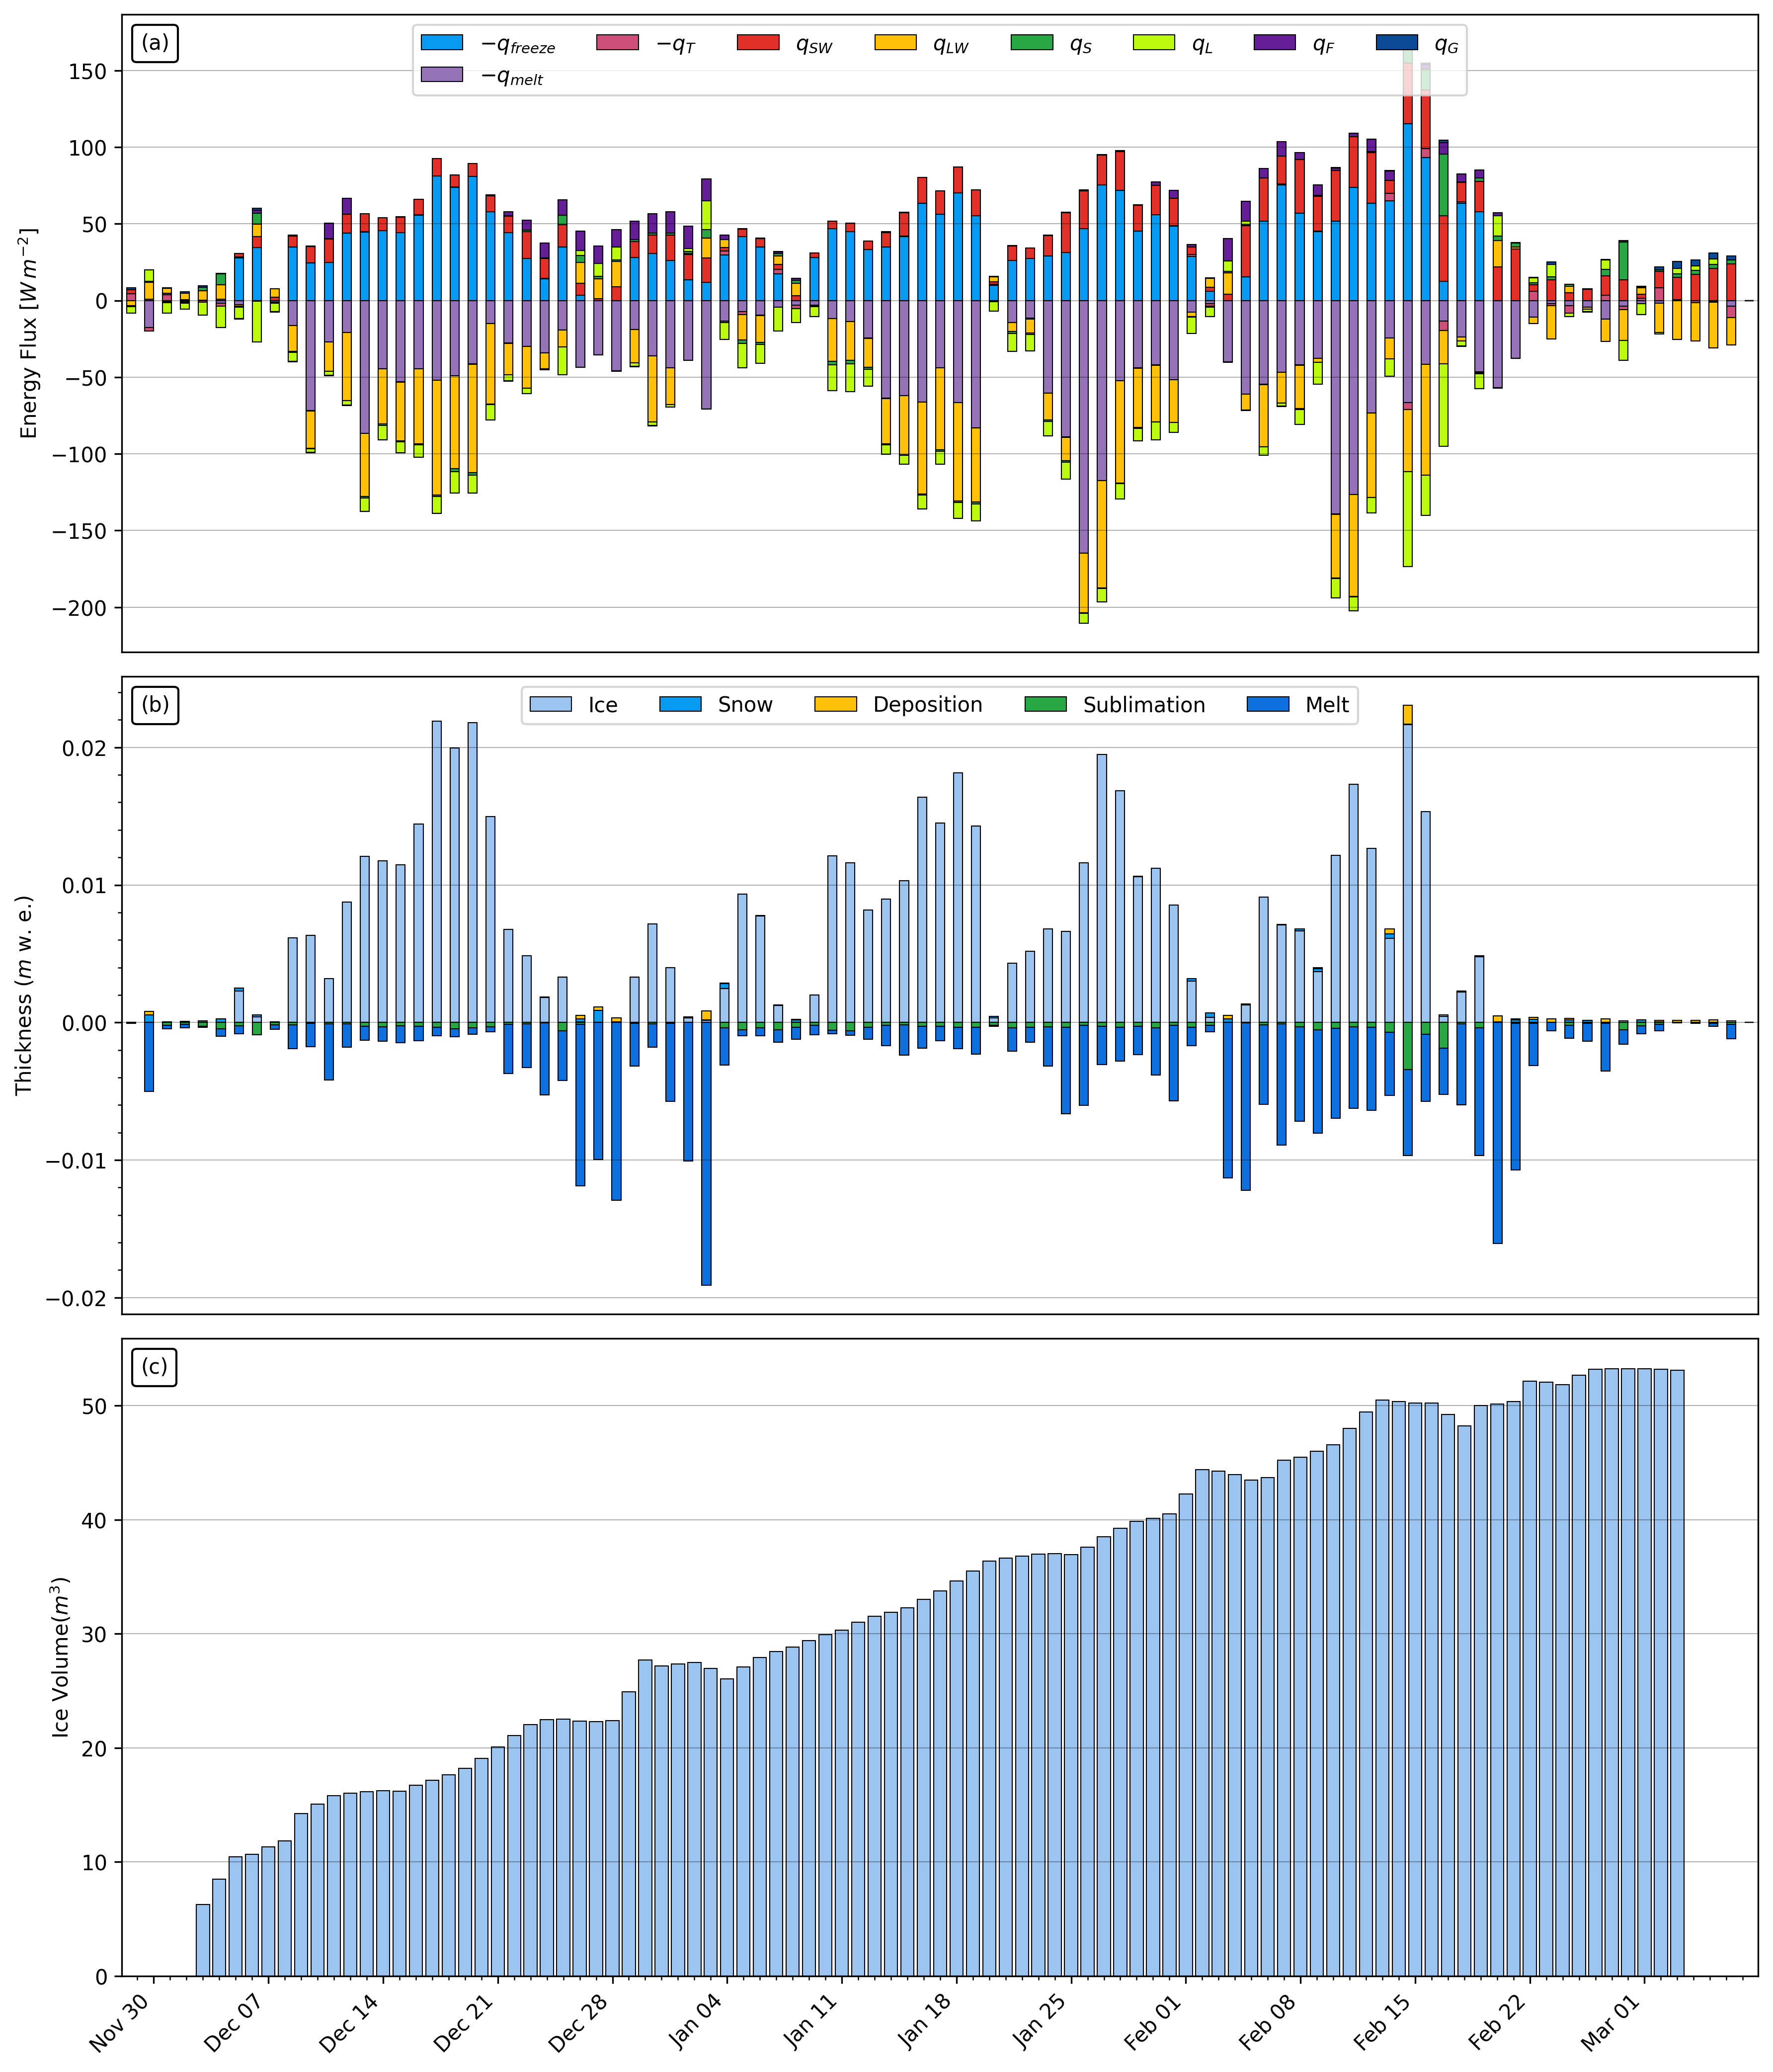 (a)
−q_freeze −q_T q_SW q_LW q_S q_L q_F q_G
−q_melt
Energy Flux [W m⁻²]
150
100
50
0
−50
−100
−150
−200
(b)
Ice Snow Deposition Sublimation Melt
Thickness (m w. e.)
0.02
0.01
0.00
−0.01
−0.02
(c)
Ice Volume(m³)
50
40
30
20
10
0
Nov 30 Dec 07 Dec 14 Dec 21 Dec 28 Jan 04 Jan 11 Jan 18 Jan 25 Feb 01 Feb 08 Feb 15 Feb 22 Mar 01